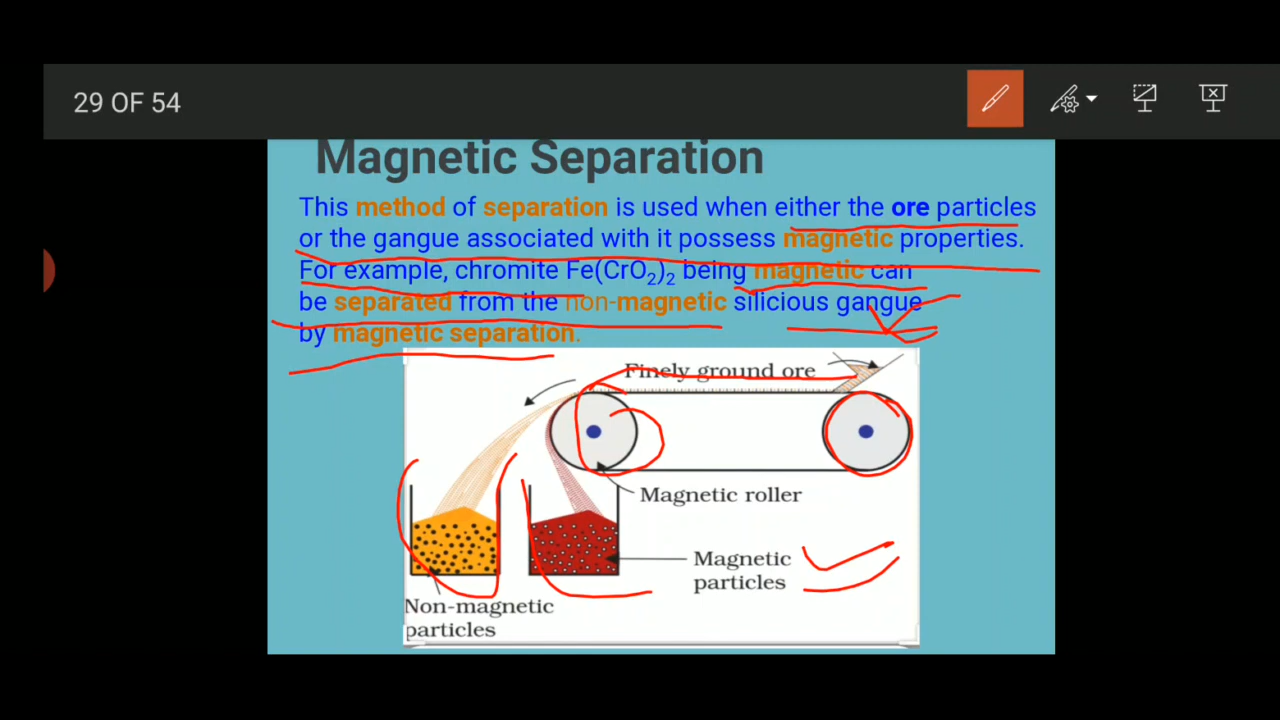 29 OF 54
Magnetic Separation
This method of separation is used when either the ore particles
or the gangue associated with it possess magnetic properties.
For example, chromite Fe(CrO₂)₂ being magnetic can
be separated from the non-magnetic silicious gangue
by magnetic separation.
Finely ground ore
Magnetic roller
Magnetic
particles
Non-magnetic
particles